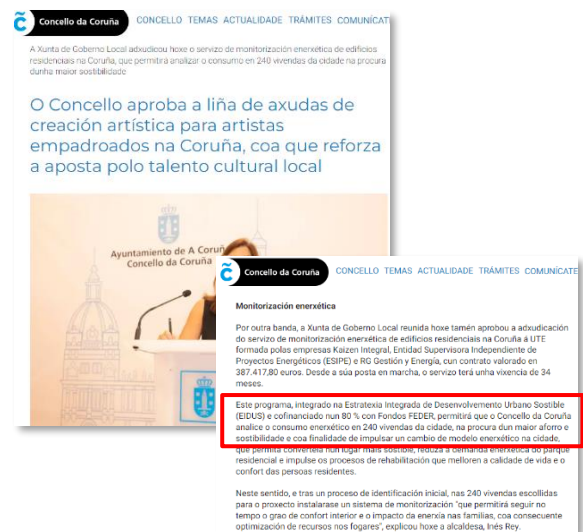 Concello da Coruña
CONCELLO TEMAS ACTUALIDADE TRÁMITES COMUNÍCAT
A Xunta de Goberno Local adxudicou hoxe o servizo de monitorización enerxética de edificios
residenciais na Coruña, que permitirá analizar o consumo en 240 vivendas da cidade na procura
dunha maior sostibilidade
O Concello aproba a liña de axudas de
creación artística para artistas
empadroados na Coruña, coa que reforza
a aposta polo talento cultural local
Ayuntamiento de A Coruñ
Concello da Coruña
Concello da Coruña
CONCELLO TEMAS ACTUALIDADE TRÁMITES COMUNÍCATE
Monitorización enerxética
Por outra banda, a Xunta de Goberno Local reunida hoxe tamén aprobou a adxudicación
do servizo de monitorización enerxética de edificios residenciais na Coruña á UTE
formada polas empresas Kaizen Integral, Entidad Supervisora Independiente de
Proyectos Energéticos (ESIPE) e RG Gestión y Energía, cun contrato valorado en
387.417,80 euros. Desde a súa posta en marcha, o servizo terá unha vixencia de 34
meses.
Este programa, integrado na Estratexia Integrada de Desenvolvemento Urbano Sostible
(EIDUS) e cofinanciado nun 80 % con Fondos FEDER, permitirá que o Concello da Coruña
analice o consumo enerxético en 240 vivendas da cidade, na procura dun maior aforro e
sostibilidade e coa finalidade de impulsar un cambio de modelo enerxético na cidade,
que permita convertela nun lugar máis sostible, reduza a demanda enerxética do parque
residencial e impulse os procesos de rehabilitación que melloren a calidade de vida e o
confort das persoas residentes.
Neste sentido, e tras un proceso de identificación inicial, nas 240 vivendas escollidas
para o proxecto instalarase un sistema de monitorización "que permitirá seguir no
tempo o grao de confort interior e o impacto da enerxía nas familias, coa consecuente
optimización de recursos nos fogares", explicou hoxe a alcaldesa, Inés Rey.